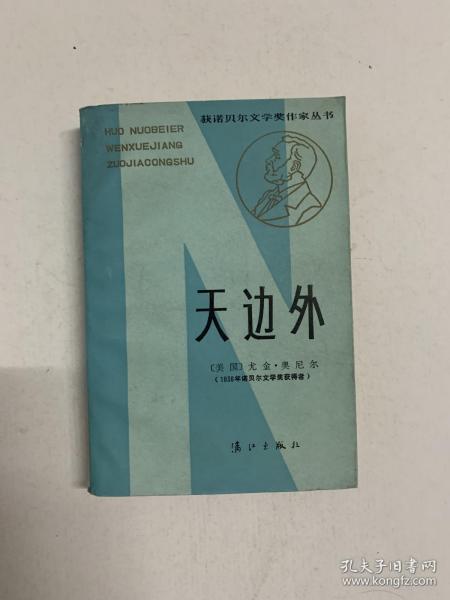 获诺贝尔文学奖作家丛书
HUO NUOBEIER
WENXUEJIANG
ZUOJIACONGSHU
天边外
〔美国〕尤金·奥尼尔
（1936年诺贝尔文学奖获得者）
漓江出版社
孔夫子旧书网
www.kongfz.com